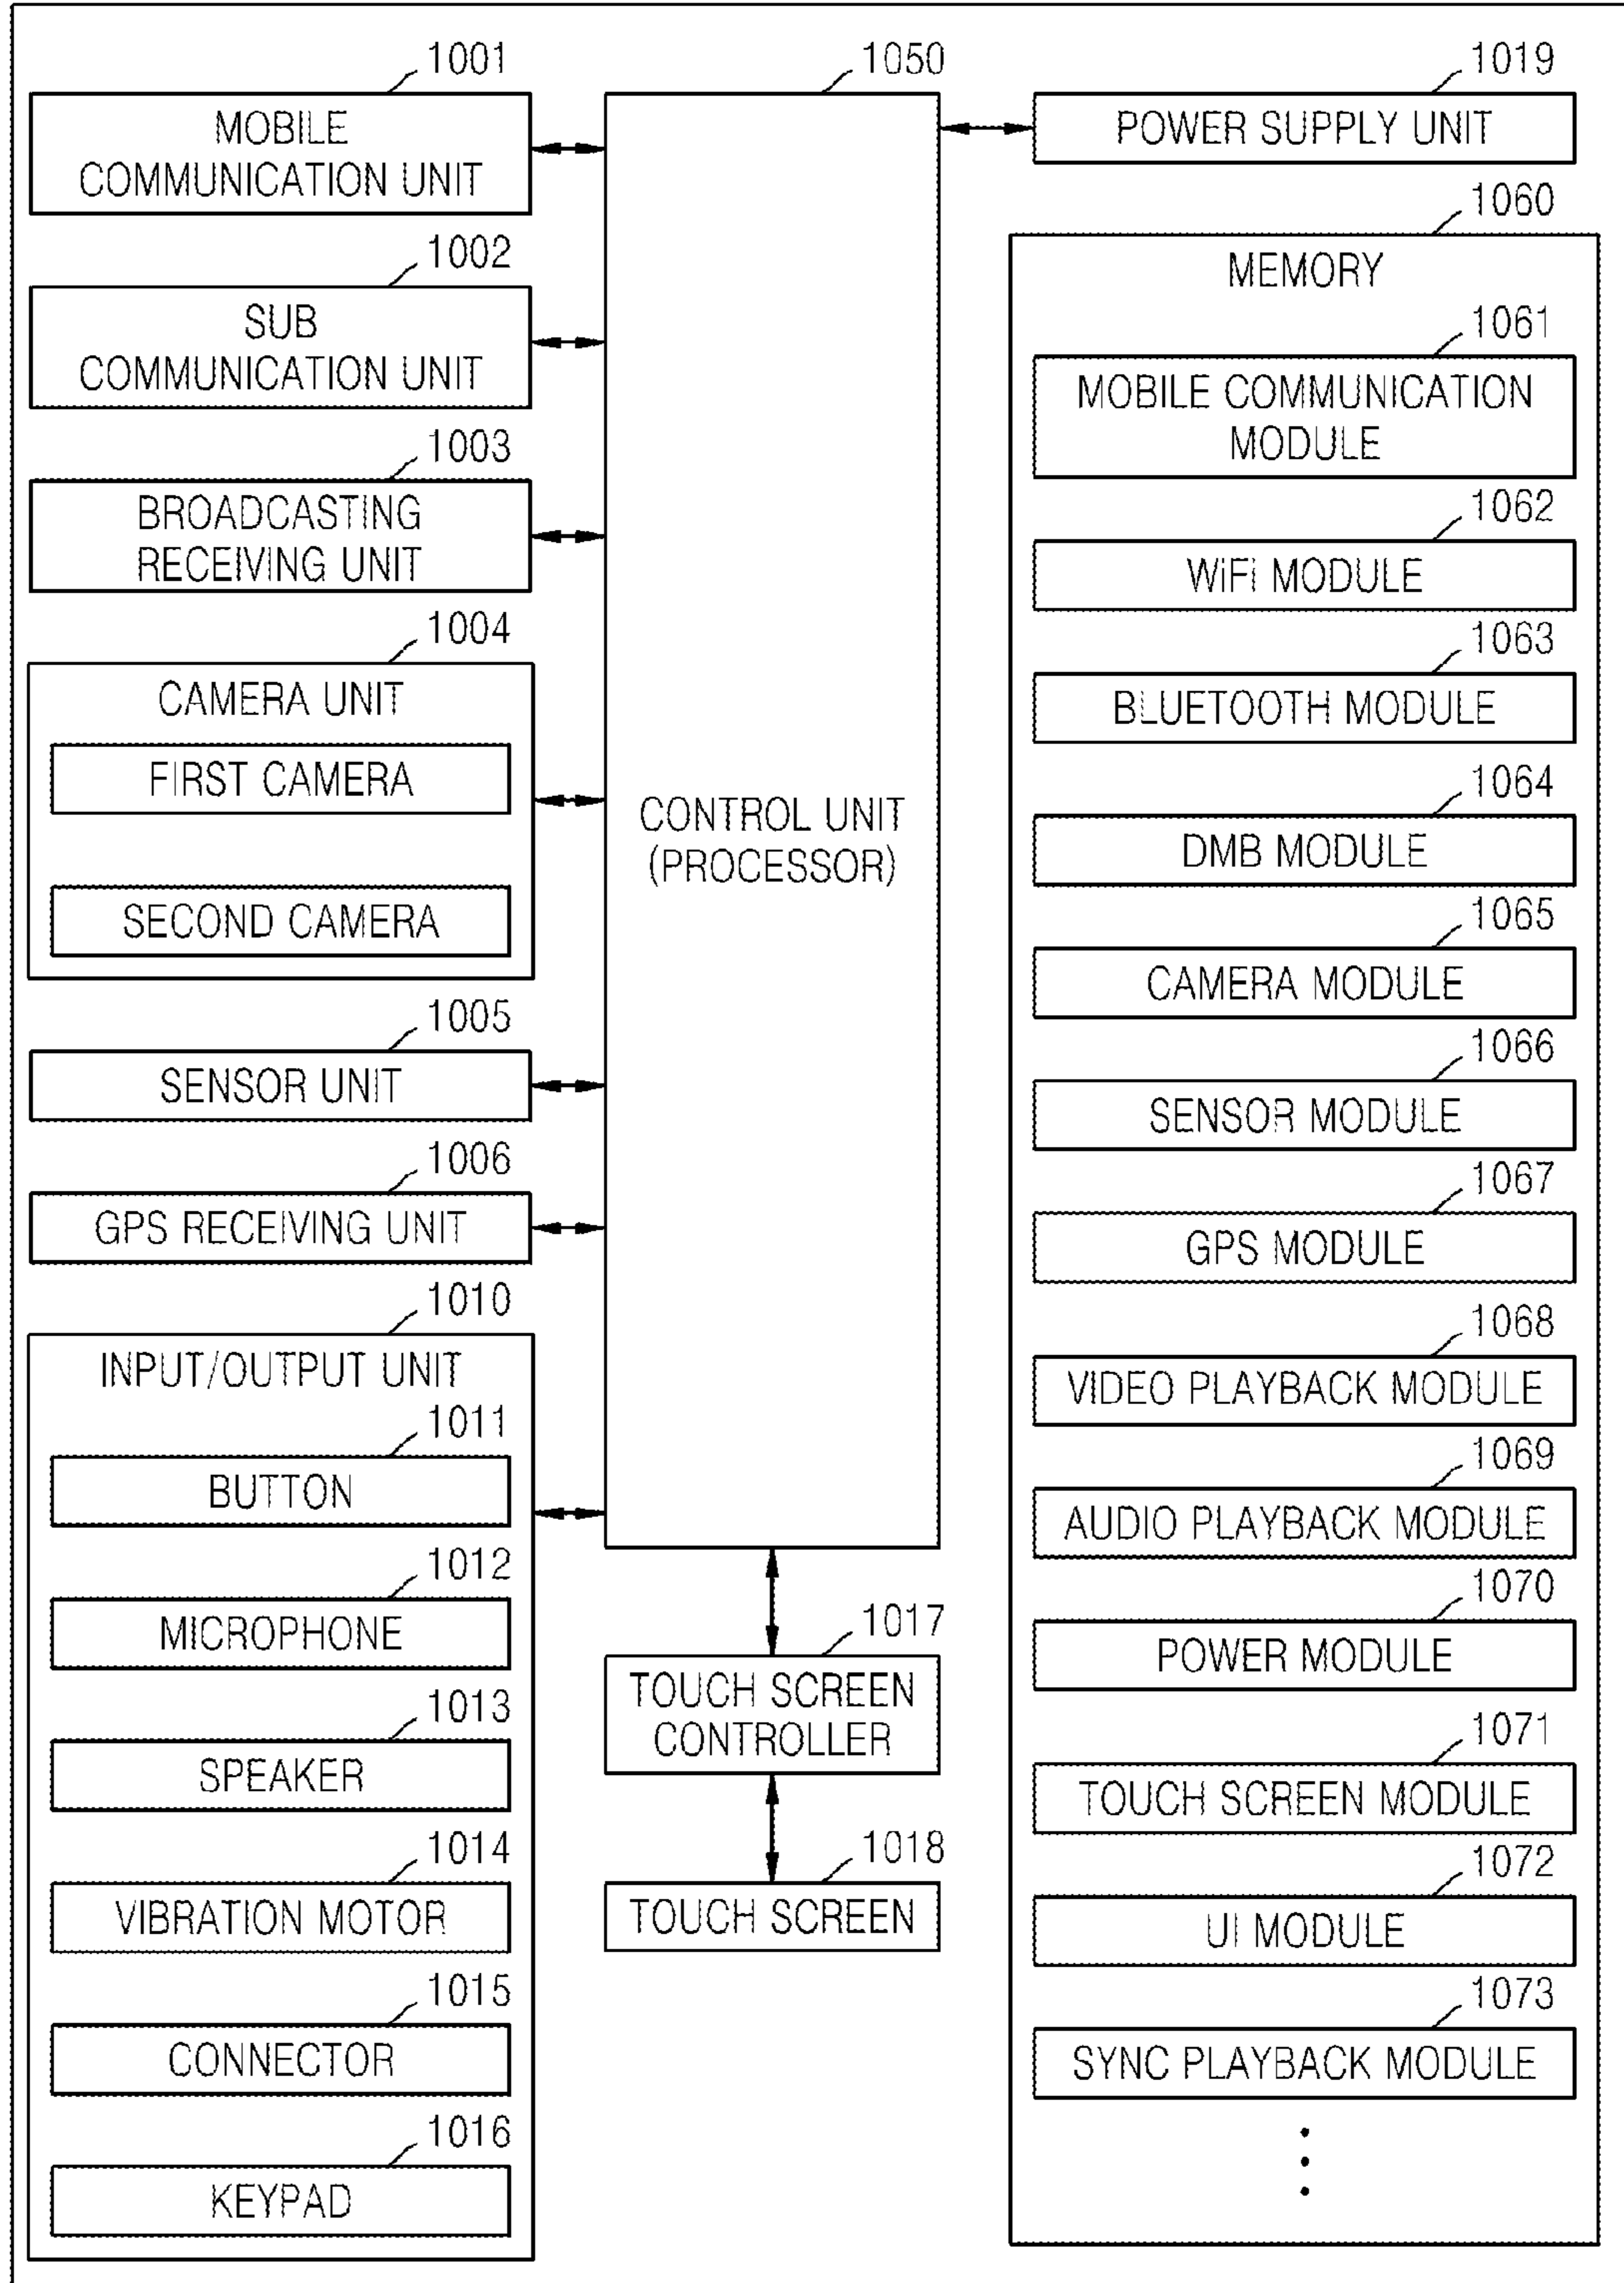 1001
MOBILE
COMMUNICATION UNIT
1002
SUB
COMMUNICATION UNIT
1003
BROADCASTING
RECEIVING UNIT
1004
CAMERA UNIT
FIRST CAMERA
SECOND CAMERA
1005
SENSOR UNIT
1006
GPS RECEIVING UNIT
1010
INPUT/OUTPUT UNIT
1011
BUTTON
1012
MICROPHONE
1013
SPEAKER
1014
VIBRATION MOTOR
1015
CONNECTOR
1016
KEYPAD
1050
CONTROL UNIT
(PROCESSOR)
1017
TOUCH SCREEN
CONTROLLER
1018
TOUCH SCREEN
1019
POWER SUPPLY UNIT
1060
MEMORY
1061
MOBILE COMMUNICATION
MODULE
1062
WiFi MODULE
1063
BLUETOOTH MODULE
1064
DMB MODULE
1065
CAMERA MODULE
1066
SENSOR MODULE
1067
GPS MODULE
1068
VIDEO PLAYBACK MODULE
1069
AUDIO PLAYBACK MODULE
1070
POWER MODULE
1071
TOUCH SCREEN MODULE
1072
UI MODULE
1073
SYNC PLAYBACK MODULE